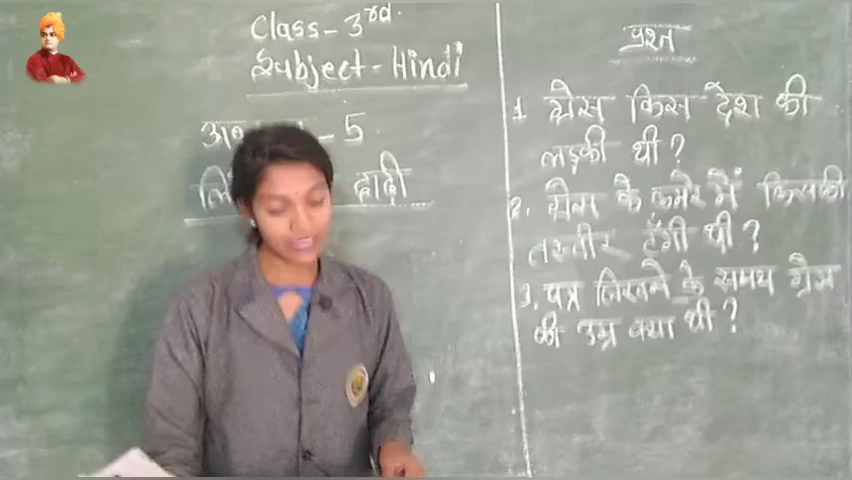 Class - 3rd.
Subject - Hindi
- 5
दाढ़ी
प्रश्न
1 ग्रेस किस देश की
लड़की थी ?
2. ग्रेस के कमरे में किसकी
तस्वीर टँगी थी ?
3. पत्र लिखने के समय ग्रेस
की उम्र क्या थी ?